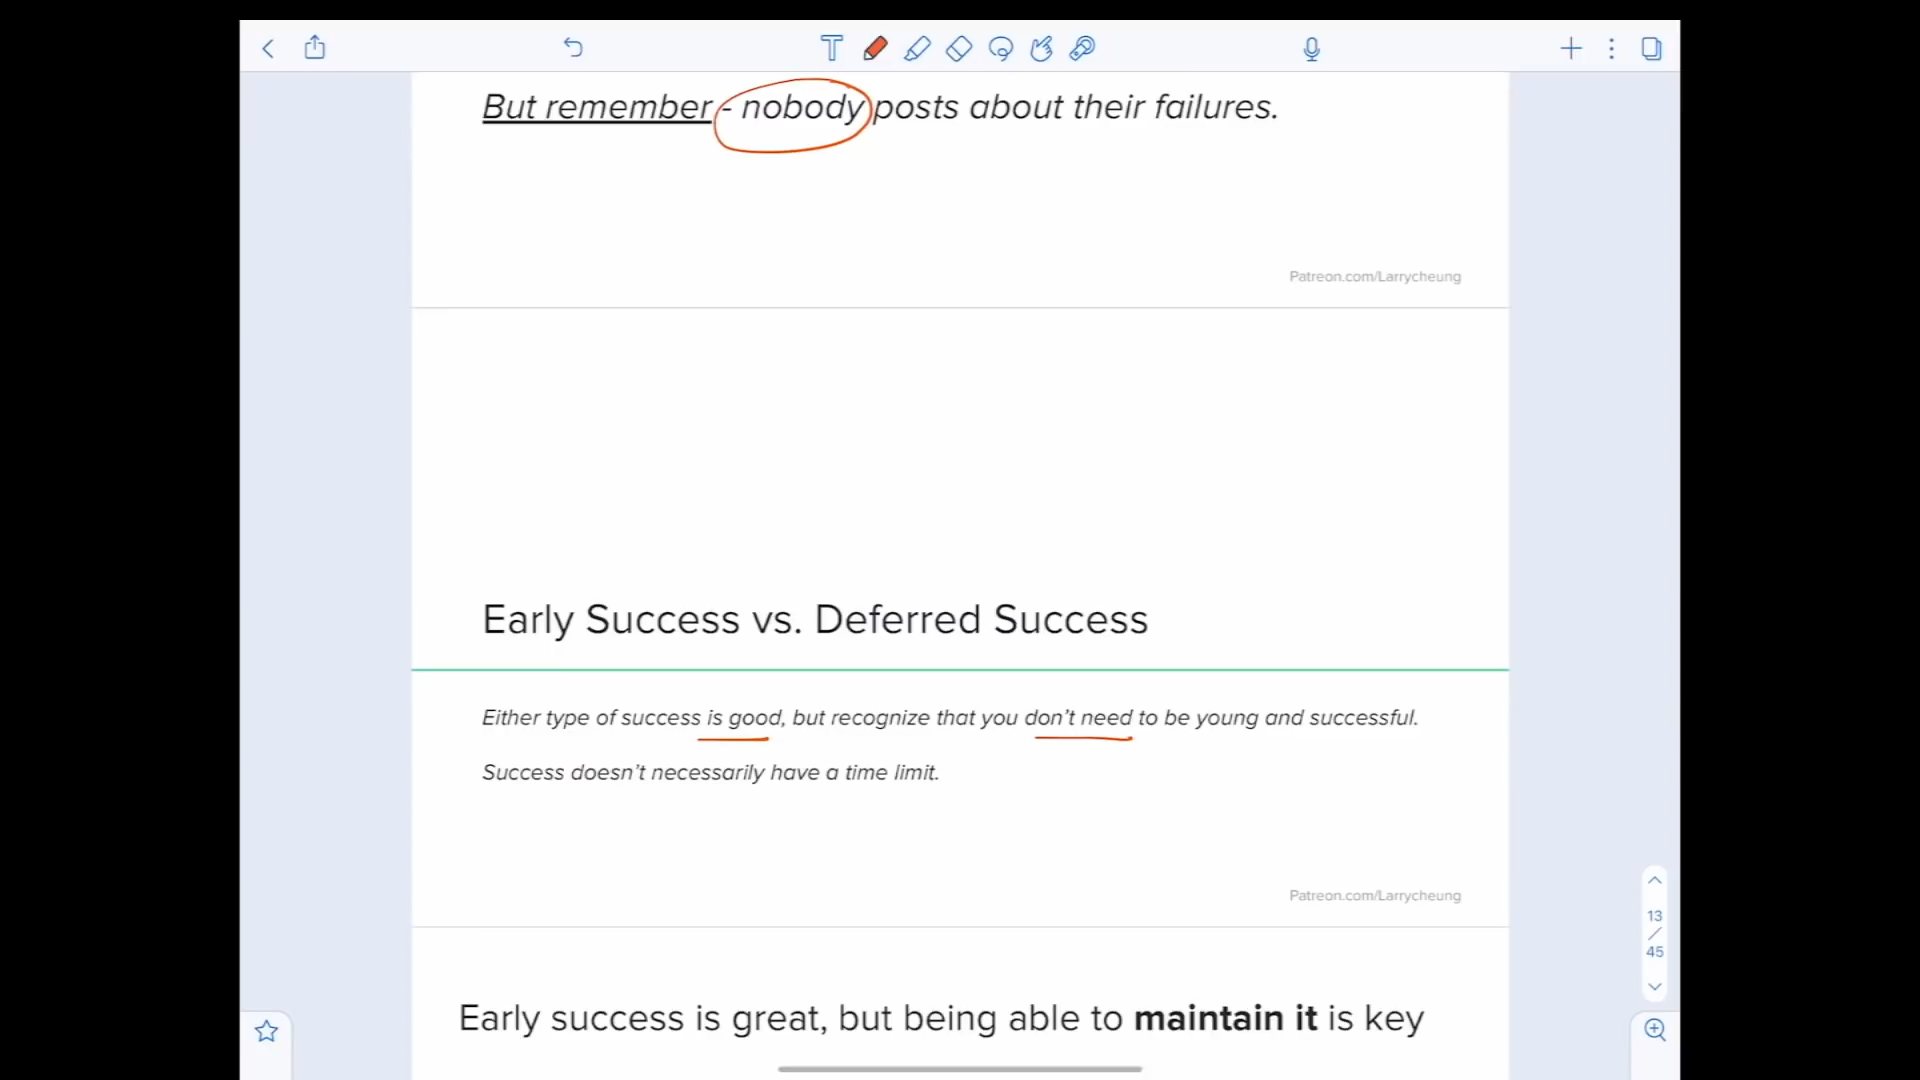 But remember - nobody posts about their failures.
Patreon.com/Larrycheung
Early Success vs. Deferred Success
Either type of success is good, but recognize that you don't need to be young and successful.
Success doesn't necessarily have a time limit.
Patreon.com/Larrycheung
13
/
45
Early success is great, but being able to maintain it is key